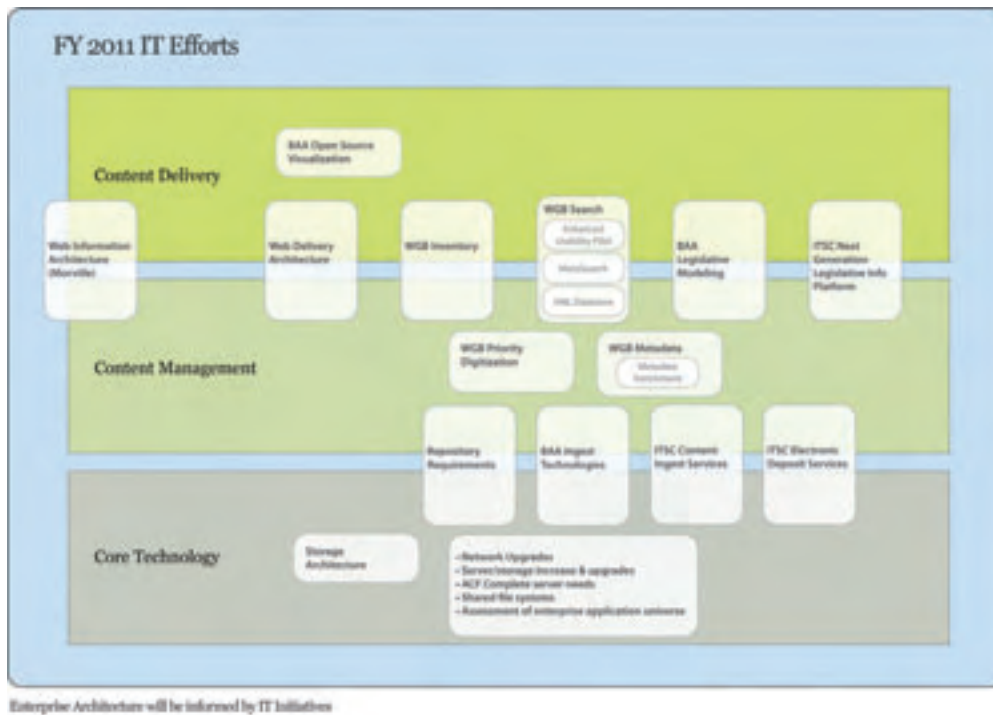 FY 2011 IT Efforts
BAA Open Source
Visualization
Content Delivery
Web Information
Architecture
(Morville)
Web Delivery
Architecture
WGB Inventory
WGB Search
Enhanced
Usability Pilot
MetaSearch
XML Database
BAA
Legislative
Modeling
ITSC Next
Generation
Legislative Info
Platform
Content Management
WGB Priority
Digitization
WGB Metadata
Metadata
Repository
Requirements
BAA Ingest
Technologies
ITSC Content
Ingest Services
ITSC Electronic
Deposit Services
Core Technology
Storage
Architecture
- Network Upgrades
- Server/storage increase & upgrades
- ACF Complete server needs
- Shared file systems
- Assessment of enterprise application universe
Enterprise Architecture will be informed by IT Initiatives